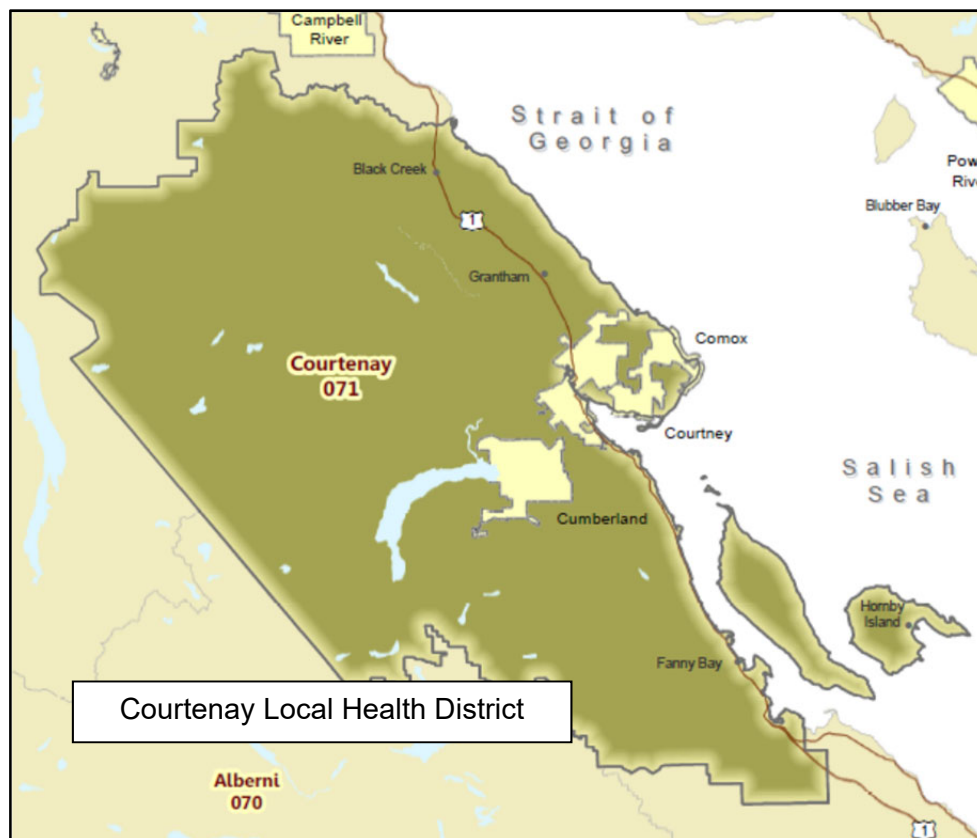 Campbell
River
Strait of
Georgia
Black Creek
Blubber Bay
1
Grantham
Comox
Courtenay
071
Courtney
Salish
Sea
Cumberland
Hornby
Island
Fanny Bay
Courtenay Local Health District
Alberni
070
1